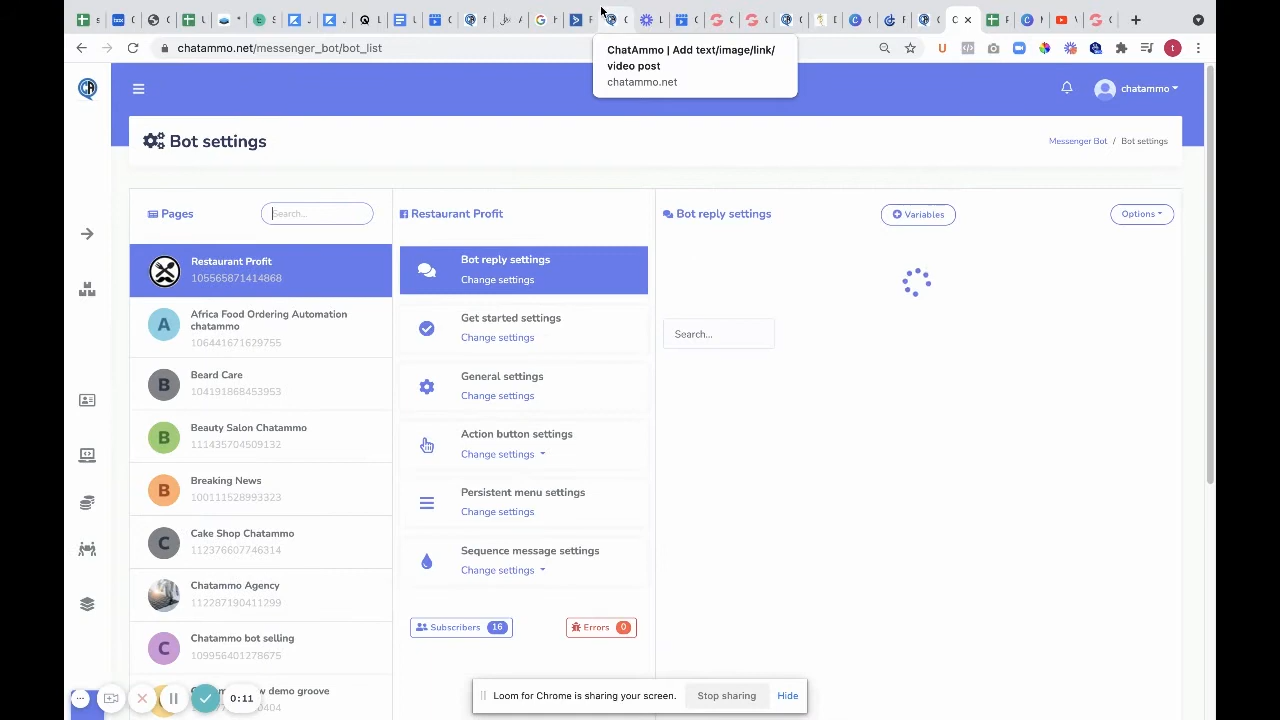 chatammo.net/messenger_bot/bot_list
ChatAmmo | Add text/image/link/
video post
chatammo.net
CA
chatammo
Bot settings
Messenger Bot / Bot settings
Pages
Search...
Restaurant Profit
105565871414868
A
Africa Food Ordering Automation
chatammo
106441671629755
B
Beard Care
104191868453953
B
Beauty Salon Chatammo
111435704509132
B
Breaking News
100111528993323
C
Cake Shop Chatammo
112376607746314
Chatammo Agency
112287190411299
C
Chatammo bot selling
109956401278675
Restaurant Profit
Bot reply settings
Change settings
Get started settings
Change settings
General settings
Change settings
Action button settings
Change settings
Persistent menu settings
Change settings
Sequence message settings
Change settings
Subscribers 16
Errors 0
Bot reply settings
Variables
Options
Search...
0:11
Loom for Chrome is sharing your screen.
Stop sharing
Hide